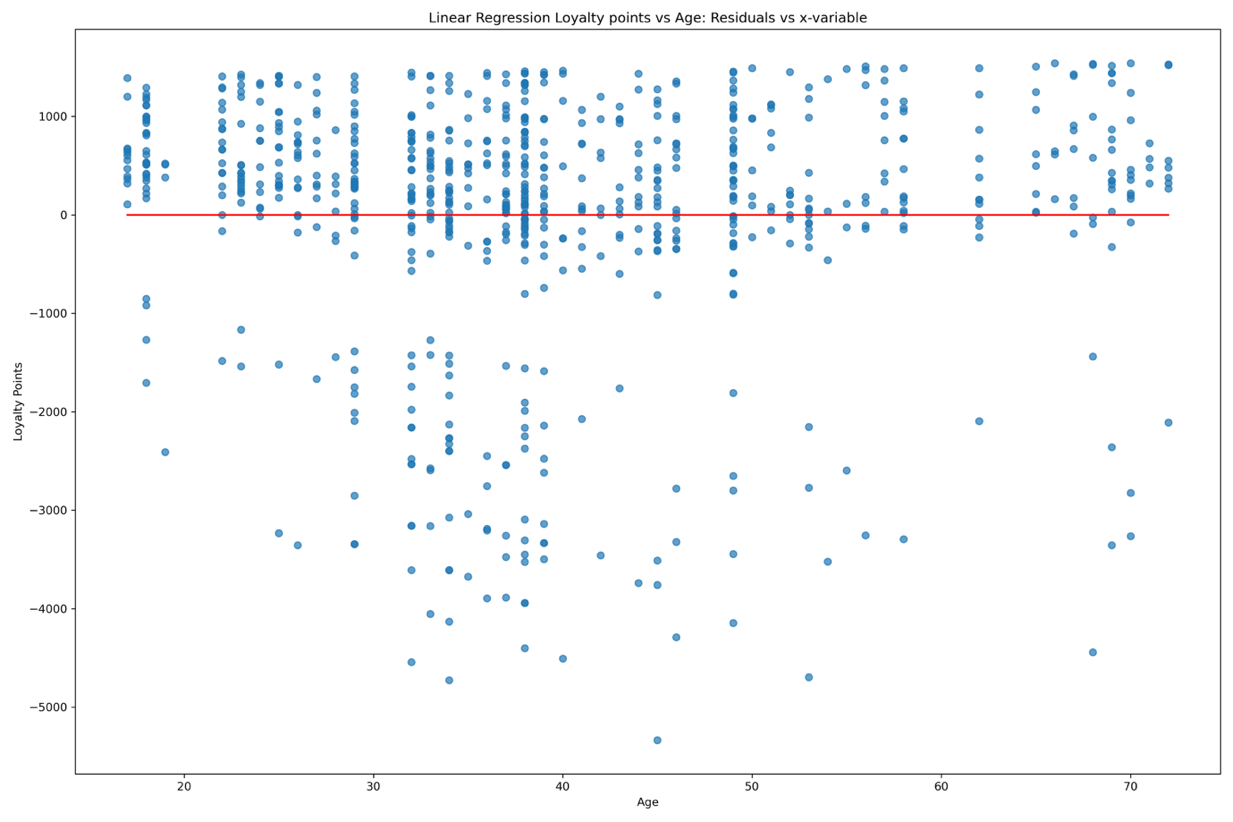 Linear Regression Loyalty points vs Age: Residuals vs x-variable
1000
0
−1000
−2000
−3000
−4000
−5000
Loyalty Points
20 30 40 50 60 70
Age